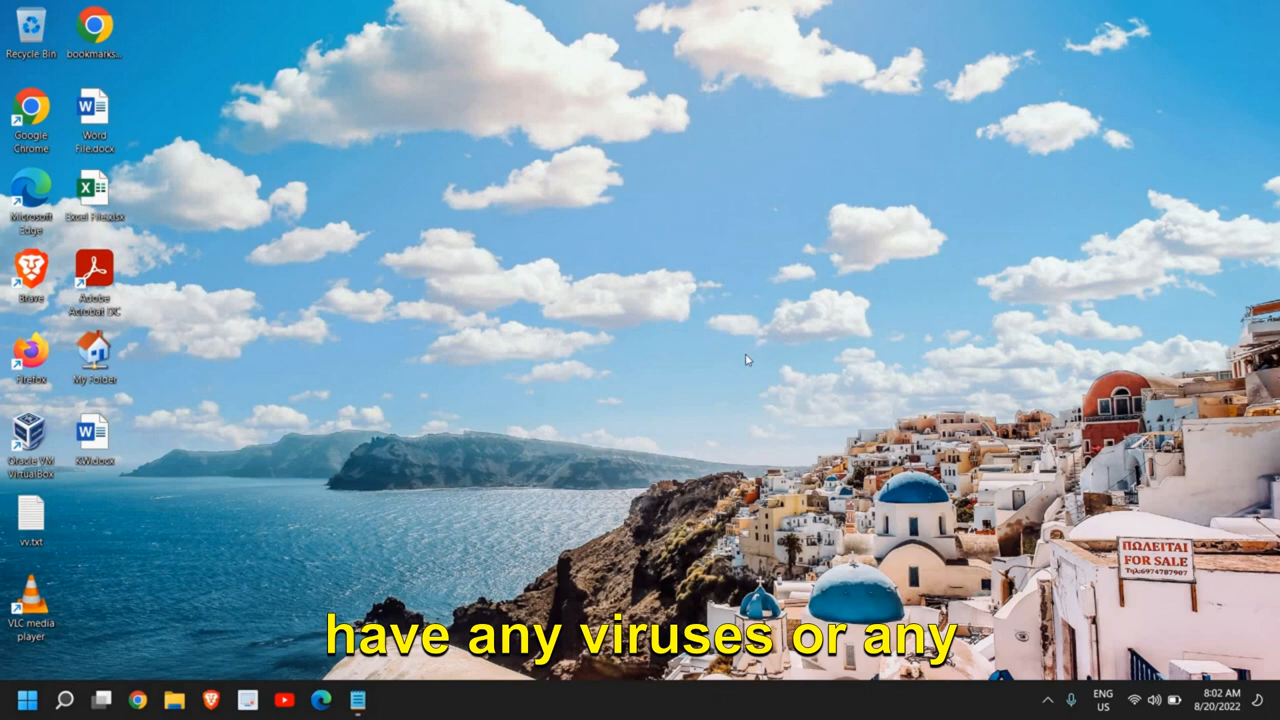 Recycle Bin
bookmarks...
Google
Chrome
Word
File.docx
Microsoft
Edge
Excel File.xlsx
Brave
Adobe
Acrobat DC
Firefox
My Folder
Oracle VM
VirtualBox
KW.docx
vv.txt
VLC media
player
ΠΩΛΕΙΤΑΙ
FOR SALE
Τηλ:6974787907
have any viruses or any
ENG
US
8:02 AM
8/20/2022